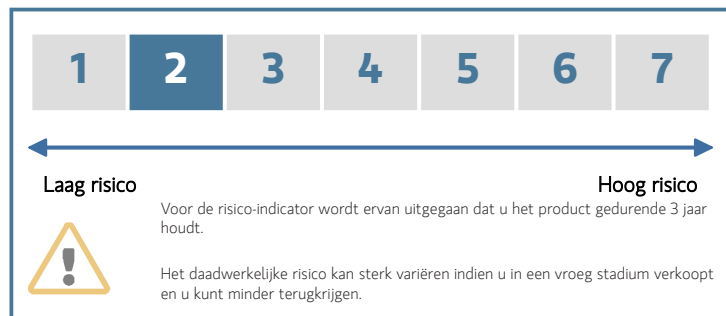 1 2 3 4 5 6 7
Laag risico Hoog risico
Voor de risico-indicator wordt ervan uitgegaan dat u het product gedurende 3 jaar
houdt.
Het daadwerkelijke risico kan sterk variëren indien u in een vroeg stadium verkoopt
en u kunt minder terugkrijgen.